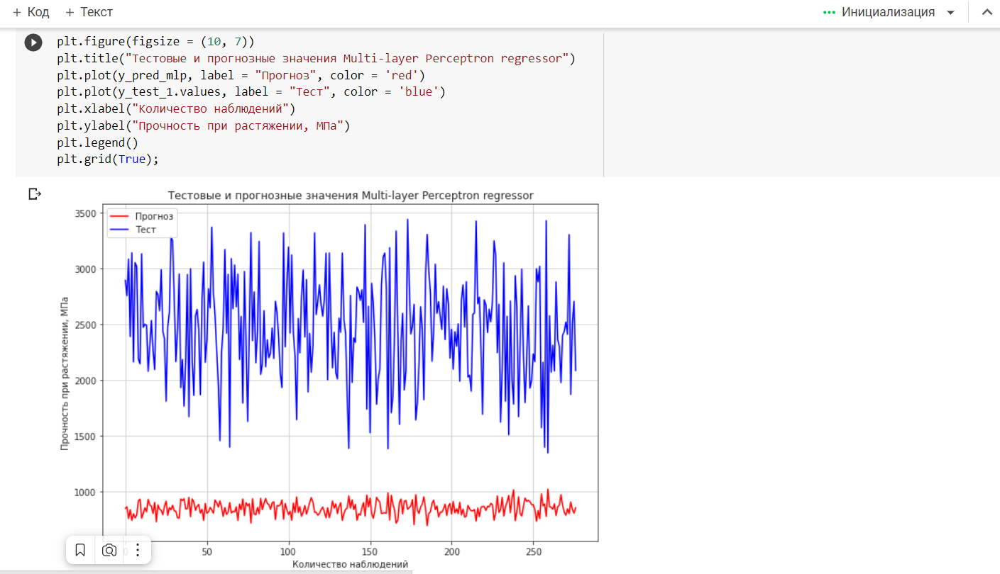 + Код + Текст
Инициализация
plt.figure(figsize = (10, 7))
plt.title("Тестовые и прогнозные значения Multi-layer Perceptron regressor")
plt.plot(y_pred_mlp, label = "Прогноз", color = 'red')
plt.plot(y_test_1.values, label = "Тест", color = 'blue')
plt.xlabel("Количество наблюдений")
plt.ylabel("Прочность при растяжении, МПа")
plt.legend()
plt.grid(True);
Тестовые и прогнозные значения Multi-layer Perceptron regressor
Прогноз
Тест
3500
3000
2500
2000
1500
1000
Прочность при растяжении, МПа
0
50
100
150
200
250
Количество наблюдений